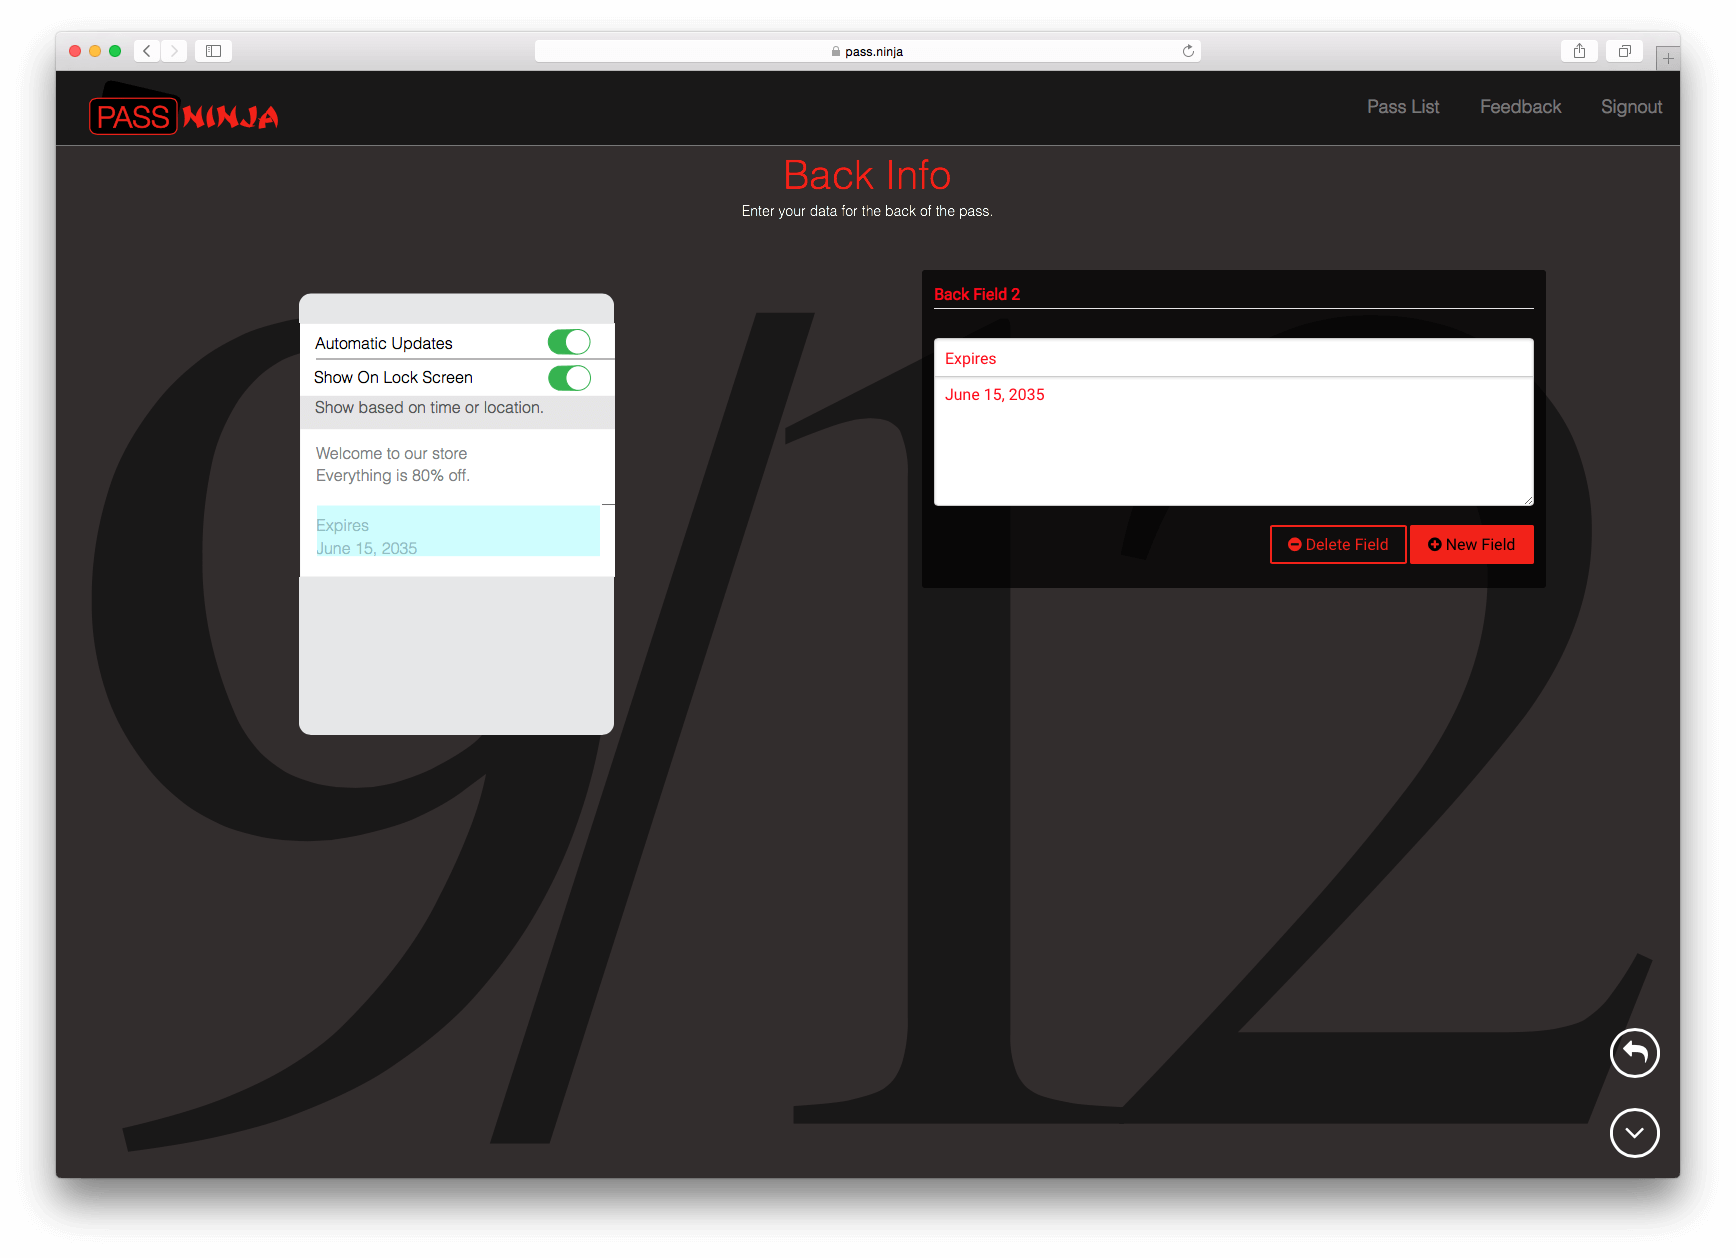 pass.ninja
PASS NINJA
Pass List
Feedback
Signout
Back Info
Enter your data for the back of the pass.
Automatic Updates
Show On Lock Screen
Show based on time or location.
Welcome to our store
Everything is 80% off.
Expires
June 15, 2035
Back Field 2
Expires
June 15, 2035
Delete Field
New Field
9/12